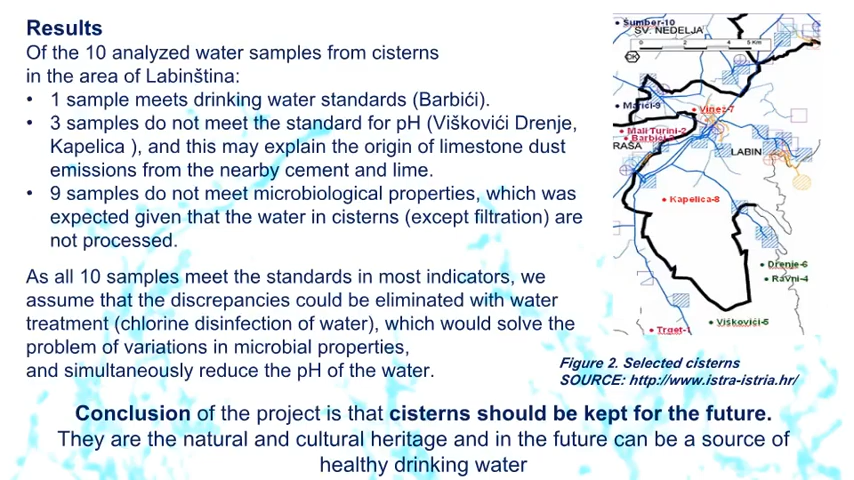 Results
Of the 10 analyzed water samples from cisterns
in the area of Labinština:
• 1 sample meets drinking water standards (Barbići).
• 3 samples do not meet the standard for pH (Viškovići Drenje,
Kapelica ), and this may explain the origin of limestone dust
emissions from the nearby cement and lime.
• 9 samples do not meet microbiological properties, which was
expected given that the water in cisterns (except filtration) are
not processed.
As all 10 samples meet the standards in most indicators, we
assume that the discrepancies could be eliminated with water
treatment (chlorine disinfection of water), which would solve the
problem of variations in microbial properties,
and simultaneously reduce the pH of the water.
Sumber-10
SV. NEDELJA
0 2 4 5 Km
Marići-9
Vinež-7
Mali Turini-2
RAŠA
LABIN
Kapelica-8
Drenje-6
Ravni-4
Viškovići-5
Trget-1
Figure 2. Selected cisterns
SOURCE: http://www.istra-istria.hr/
Conclusion of the project is that cisterns should be kept for the future.
They are the natural and cultural heritage and in the future can be a source of
healthy drinking water